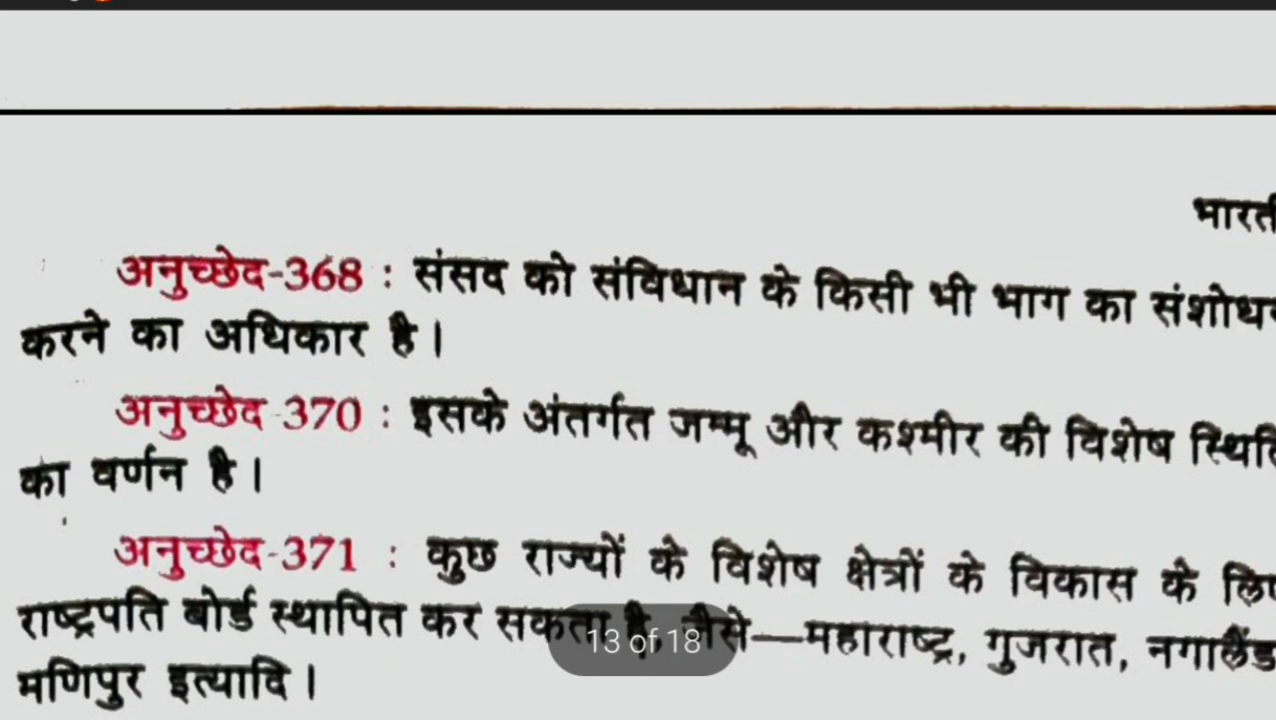 भारती
अनुच्छेद-368 : संसद को संविधान के किसी भी भाग का संशोधन
करने का अधिकार है।
अनुच्छेद-370 : इसके अंतर्गत जम्मू और कश्मीर की विशेष स्थिति
का वर्णन है।
अनुच्छेद-371 : कुछ राज्यों के विशेष क्षेत्रों के विकास के लिए
राष्ट्रपति बोर्ड स्थापित कर सकता है, जैसे—महाराष्ट्र, गुजरात, नगालैंड
13 of 18
मणिपुर इत्यादि।